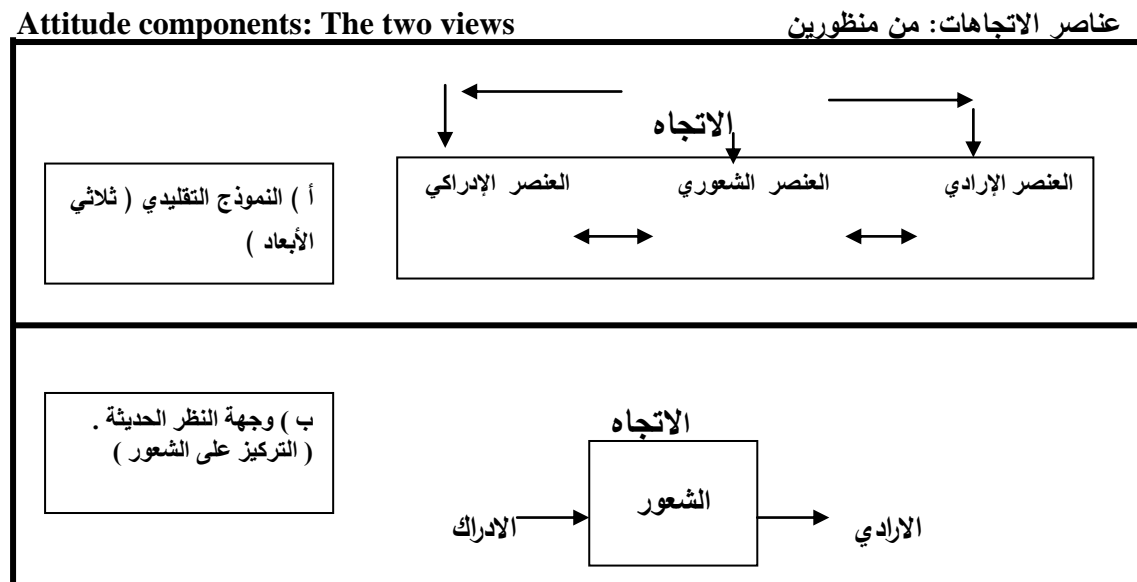 Attitude components: The two views
عناصر الاتجاهات: من منظورين
الاتجاه
أ ) النموذج التقليدي ( ثلاثي
الأبعاد )
العنصر الإرادي
العنصر الشعوري
العنصر الإدراكي
ب ) وجهة النظر الحديثة .
( التركيز على الشعور )
الاتجاه
الشعور
الادراك
الارادي